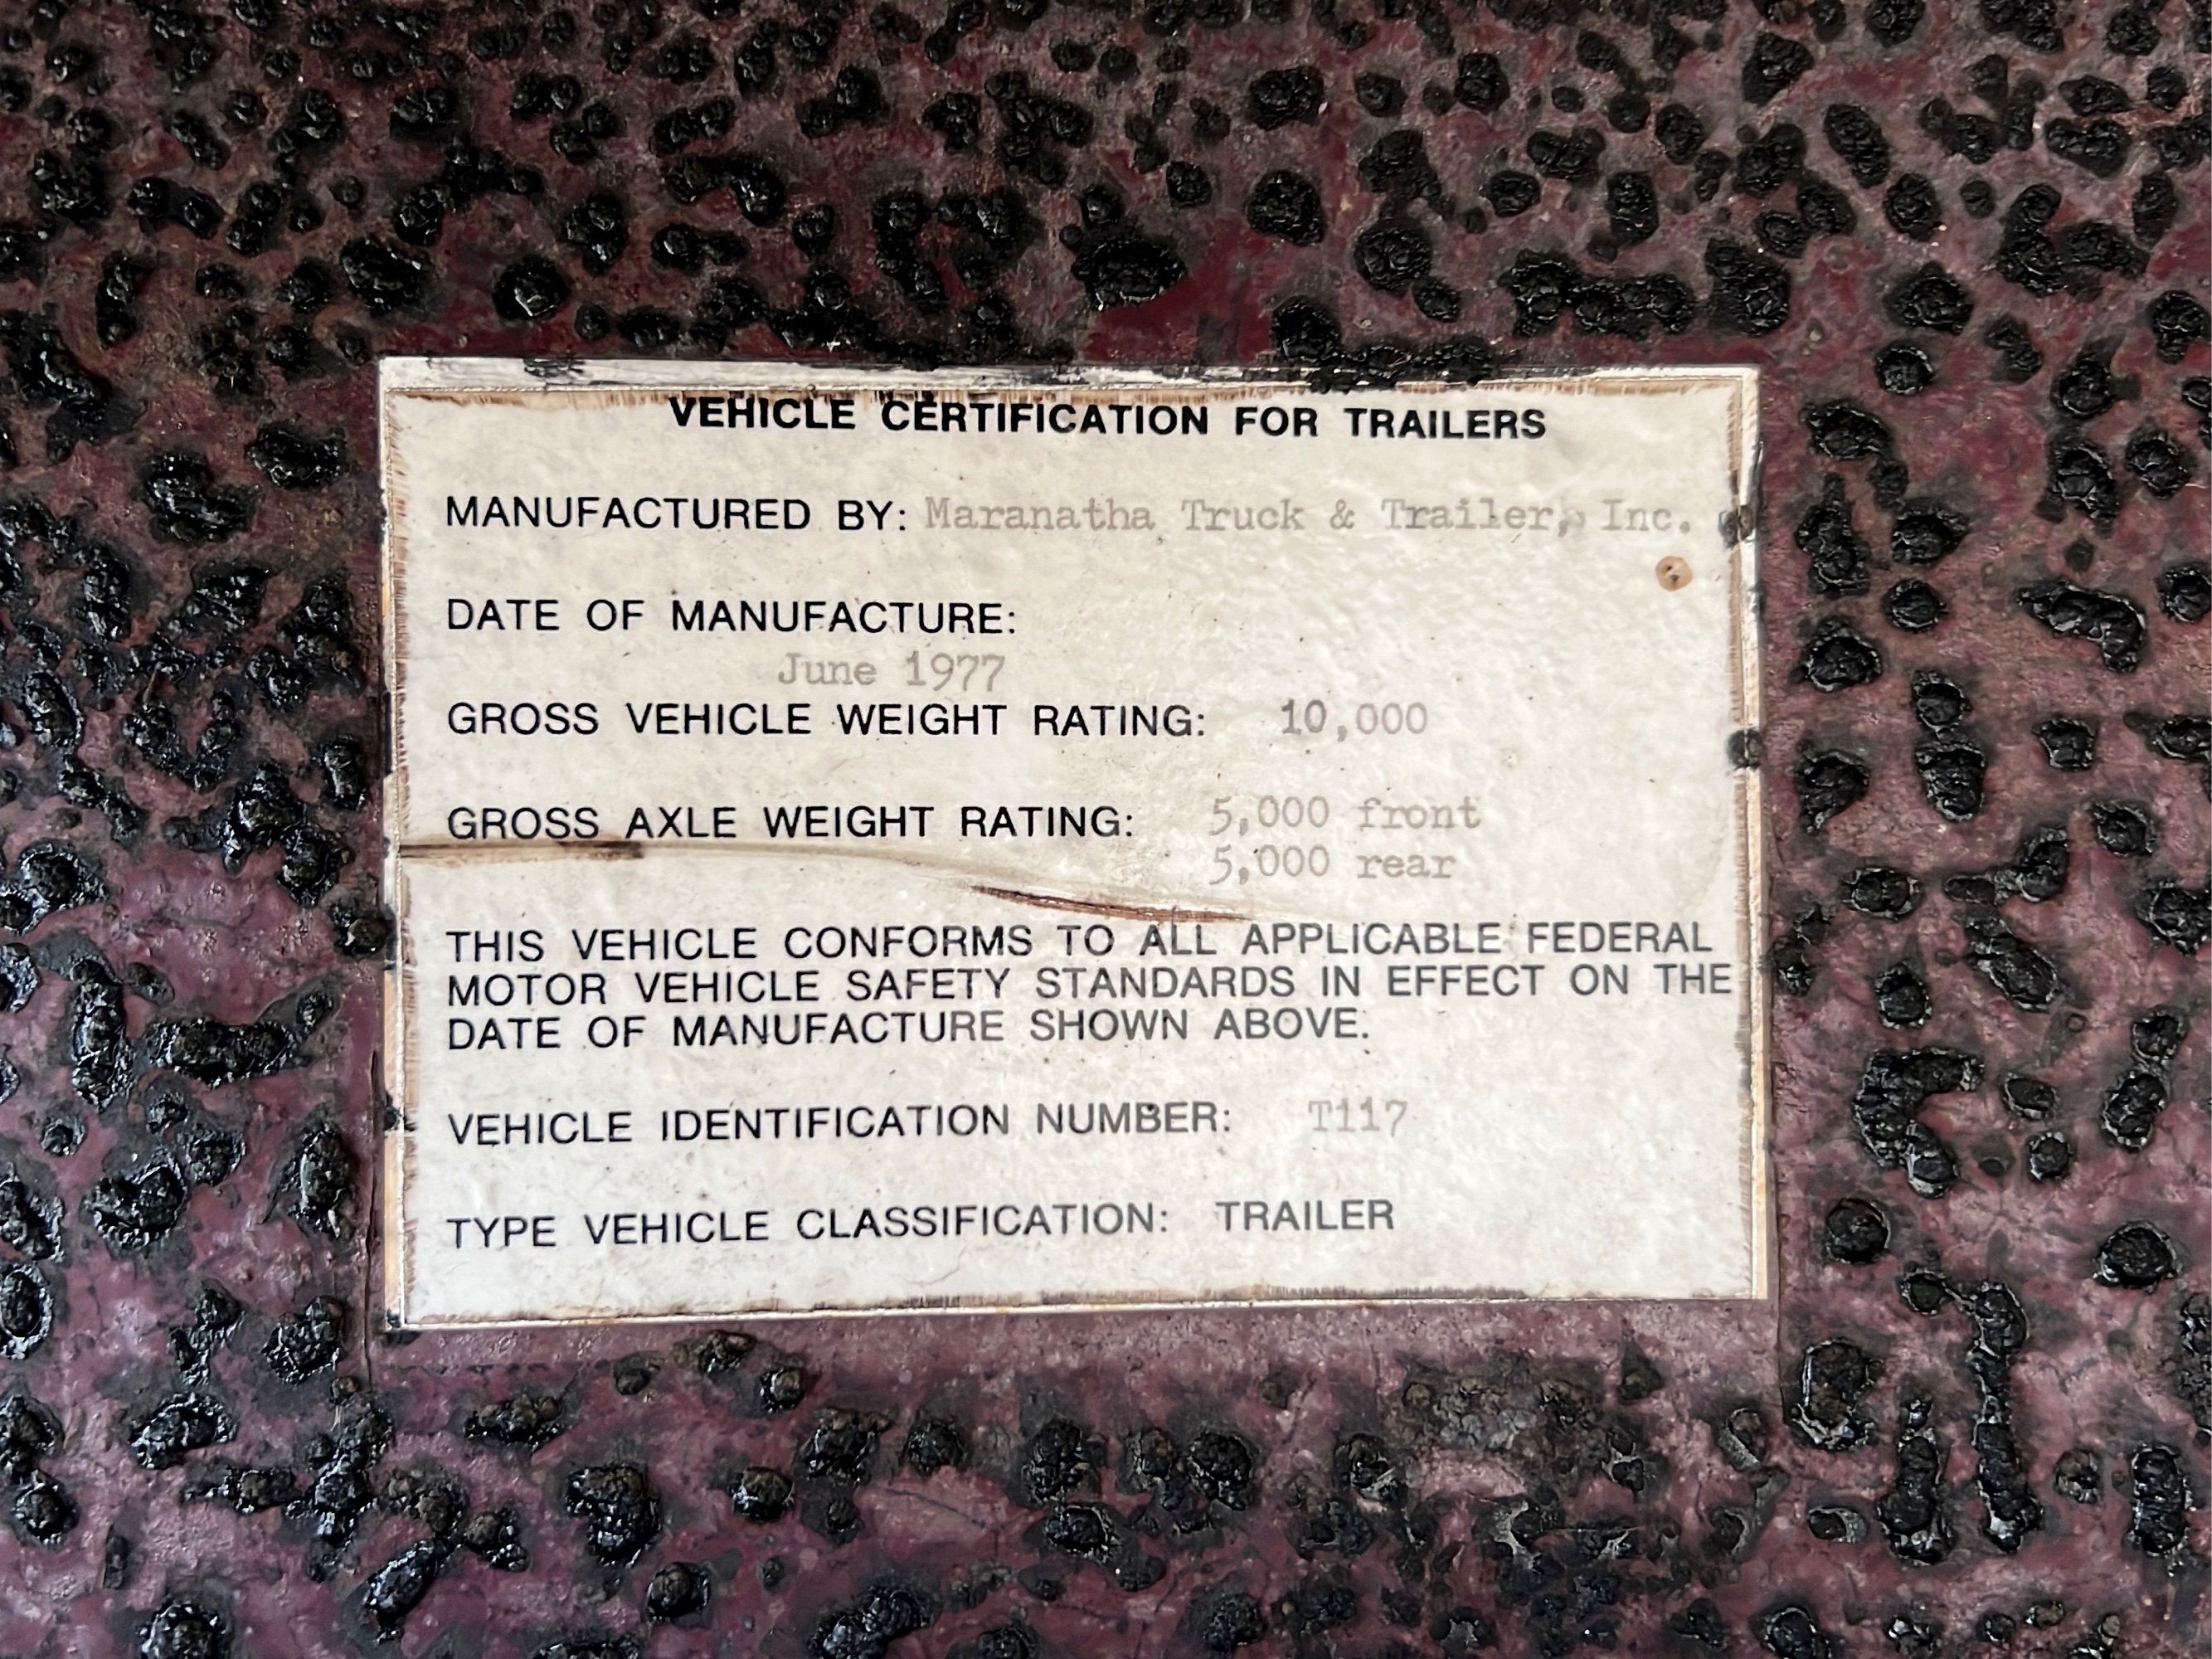 VEHICLE CERTIFICATION FOR TRAILERS
MANUFACTURED BY: Maranatha Truck & Trailer, Inc.
DATE OF MANUFACTURE:
June 1977
GROSS VEHICLE WEIGHT RATING: 10,000
GROSS AXLE WEIGHT RATING: 5,000 front
5,000 rear
THIS VEHICLE CONFORMS TO ALL APPLICABLE FEDERAL
MOTOR VEHICLE SAFETY STANDARDS IN EFFECT ON THE
DATE OF MANUFACTURE SHOWN ABOVE.
VEHICLE IDENTIFICATION NUMBER: T117
TYPE VEHICLE CLASSIFICATION: TRAILER